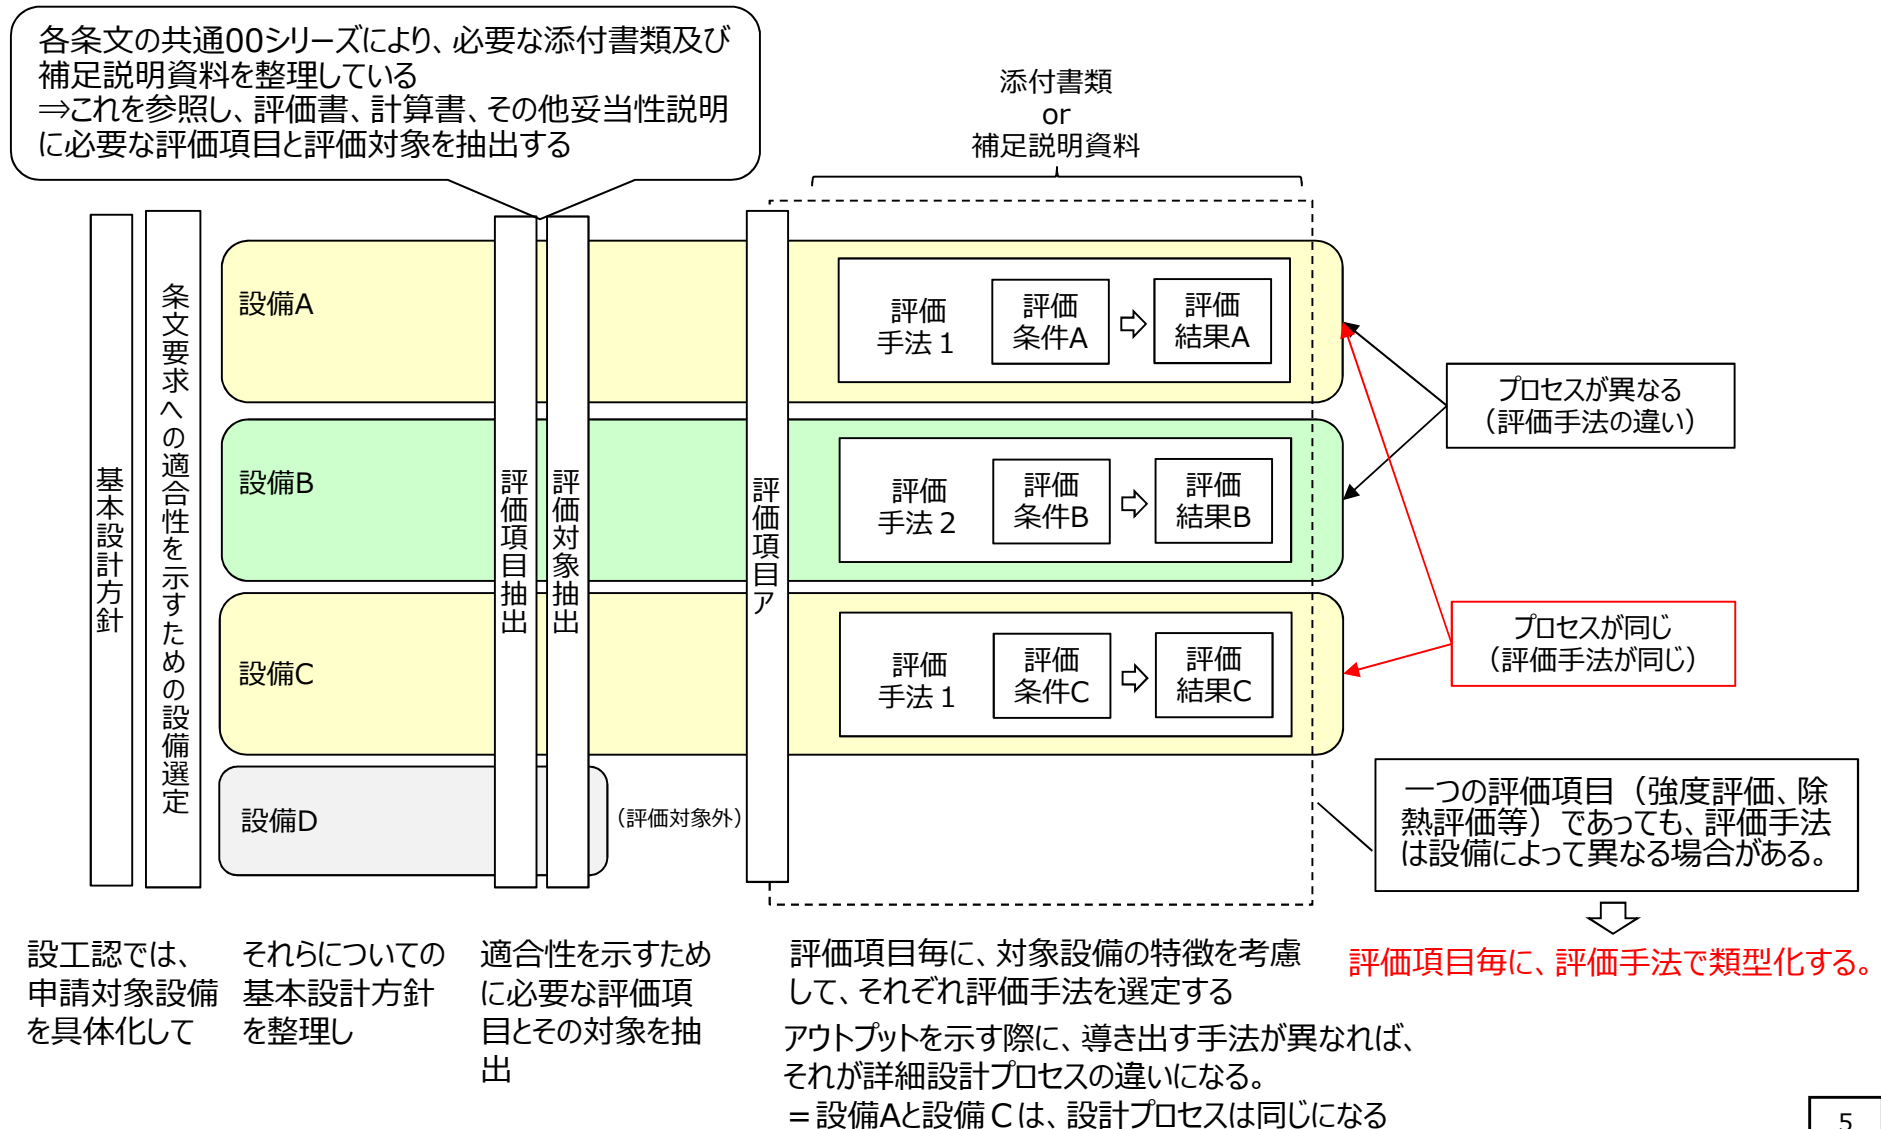 各条文の共通00シリーズにより、必要な添付書類及び
補足説明資料を整理している
⇒これを参照し、評価書、計算書、その他妥当性説明
に必要な評価項目と評価対象を抽出する
添付書類
or
補足説明資料
基本設計方針
条文要求への適合性を示すための設備選定
評価項目抽出
評価対象抽出
評価項目ア
設備A
評価
手法１
評価
条件A
評価
結果A
設備B
評価
手法２
評価
条件B
評価
結果B
設備C
評価
手法１
評価
条件C
評価
結果C
設備D
（評価対象外）
プロセスが異なる
（評価手法の違い）
プロセスが同じ
（評価手法が同じ）
一つの評価項目（強度評価、除
熱評価等）であっても、評価手法
は設備によって異なる場合がある。
評価項目毎に、評価手法で類型化する。
設工認では、
申請対象設備
を具体化して
それらについての
基本設計方針
を整理し
適合性を示すため
に必要な評価項
目とその対象を抽
出
評価項目毎に、対象設備の特徴を考慮
して、それぞれ評価手法を選定する
アウトプットを示す際に、導き出す手法が異なれば、
それが詳細設計プロセスの違いになる。
＝設備Aと設備Ｃは、設計プロセスは同じになる
5